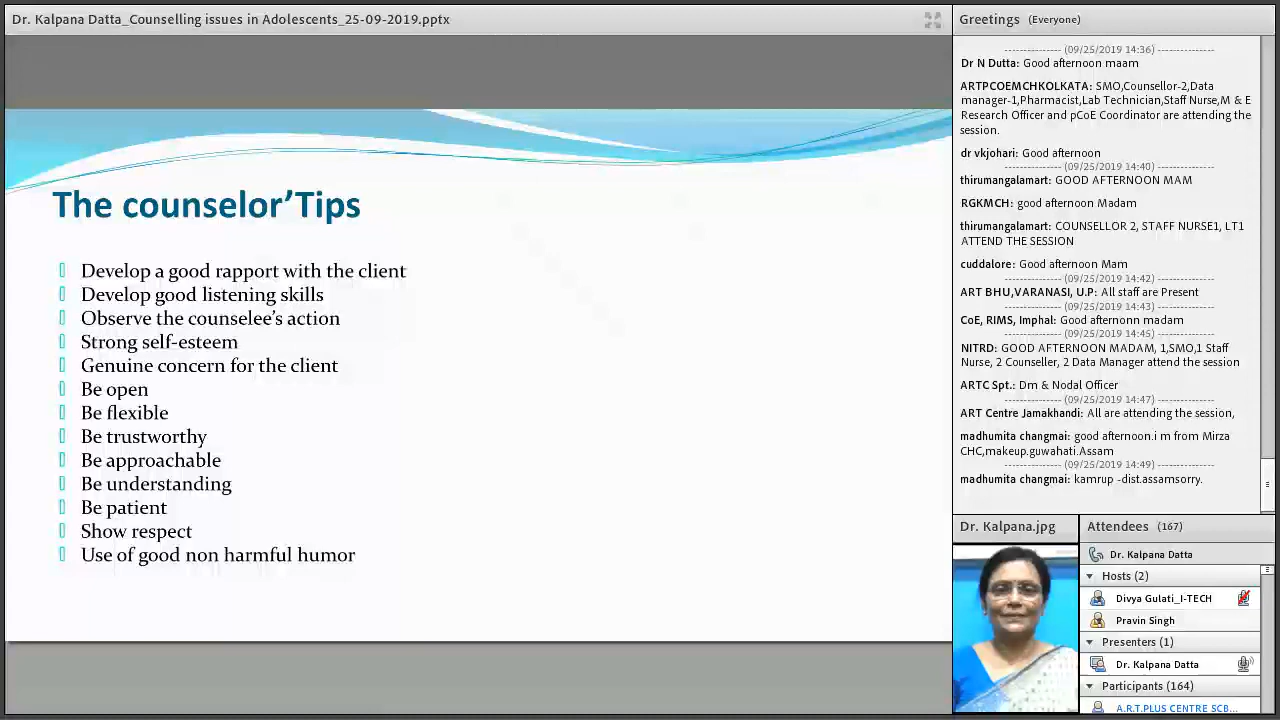 Dr. Kalpana Datta_Counselling issues in Adolescents_25-09-2019.pptx
The counselor’Tips
Develop a good rapport with the client
Develop good listening skills
Observe the counselee’s action
Strong self-esteem
Genuine concern for the client
Be open
Be flexible
Be trustworthy
Be approachable
Be understanding
Be patient
Show respect
Use of good non harmful humor
Greetings (Everyone)
--------------- (09/25/2019 14:36) ---------------
Dr N Dutta: Good afternoon maam
ARTPCOEMCHKOLKATA: SMO,Counsellor-2,Data
manager-1,Pharmacist,Lab Technician,Staff Nurse,M & E
Research Officer and pCoE Coordinator are attending the
session.
dr vkjohari: Good afternoon
--------------- (09/25/2019 14:40) ---------------
thirumangalamart: GOOD AFTERNOON MAM
RGKMCH: good afternoon Madam
thirumangalamart: COUNSELLOR 2, STAFF NURSE1, LT1
ATTEND THE SESSION
cuddalore: Good afternoon Mam
--------------- (09/25/2019 14:42) ---------------
ART BHU,VARANASI, U.P: All staff are Present
--------------- (09/25/2019 14:43) ---------------
CoE, RIMS, Imphal: Good afternonn madam
--------------- (09/25/2019 14:45) ---------------
NITRD: GOOD AFTERNOON MADAM, 1,SMO,1 Staff
Nurse, 2 Counseller, 2 Data Manager attend the session
ARTC Spt.: Dm & Nodal Officer
--------------- (09/25/2019 14:47) ---------------
ART Centre Jamakhandi: All are attending the session,
madhumita changmai: good afternoon.i m from Mirza
CHC,makeup.guwahati.Assam
--------------- (09/25/2019 14:49) ---------------
madhumita changmai: kamrup -dist.assamsorry.
Dr. Kalpana.jpg
Attendees (167)
Dr. Kalpana Datta
Hosts (2)
Divya Gulati_I-TECH
Pravin Singh
Presenters (1)
Dr. Kalpana Datta
Participants (164)
A.R.T.PLUS CENTRE SCB...